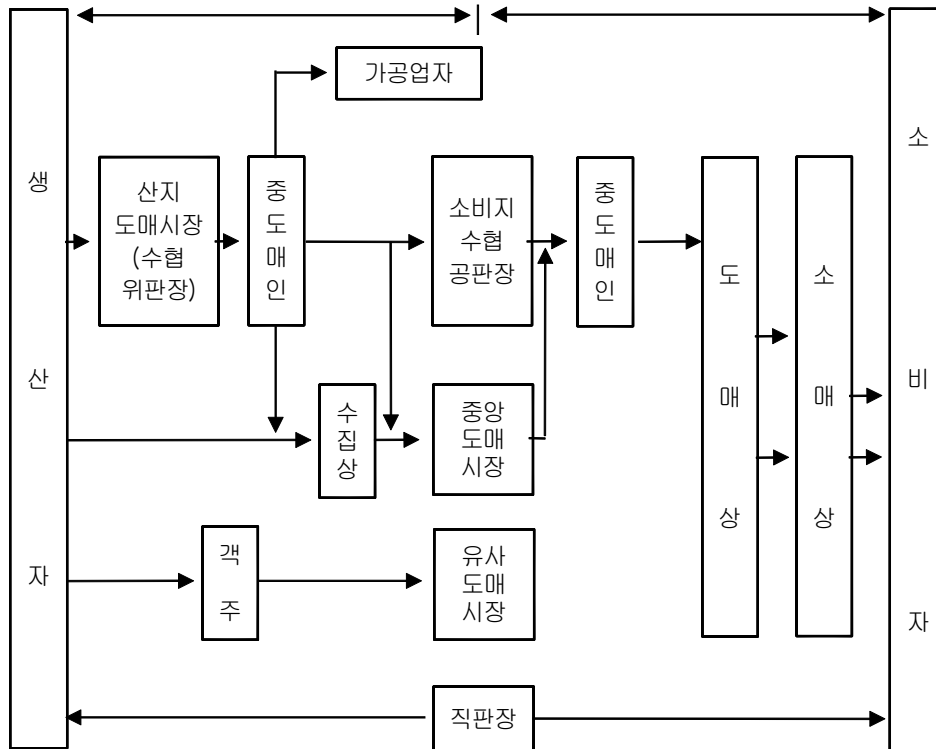 가공업자
생산자
산지
도매시장
(수협
위판장)
중도매인
소비지
수협
공판장
중도매인
도매상
소매상
소비자
수집상
중앙
도매
시장
객주
유사
도매
시장
직판장